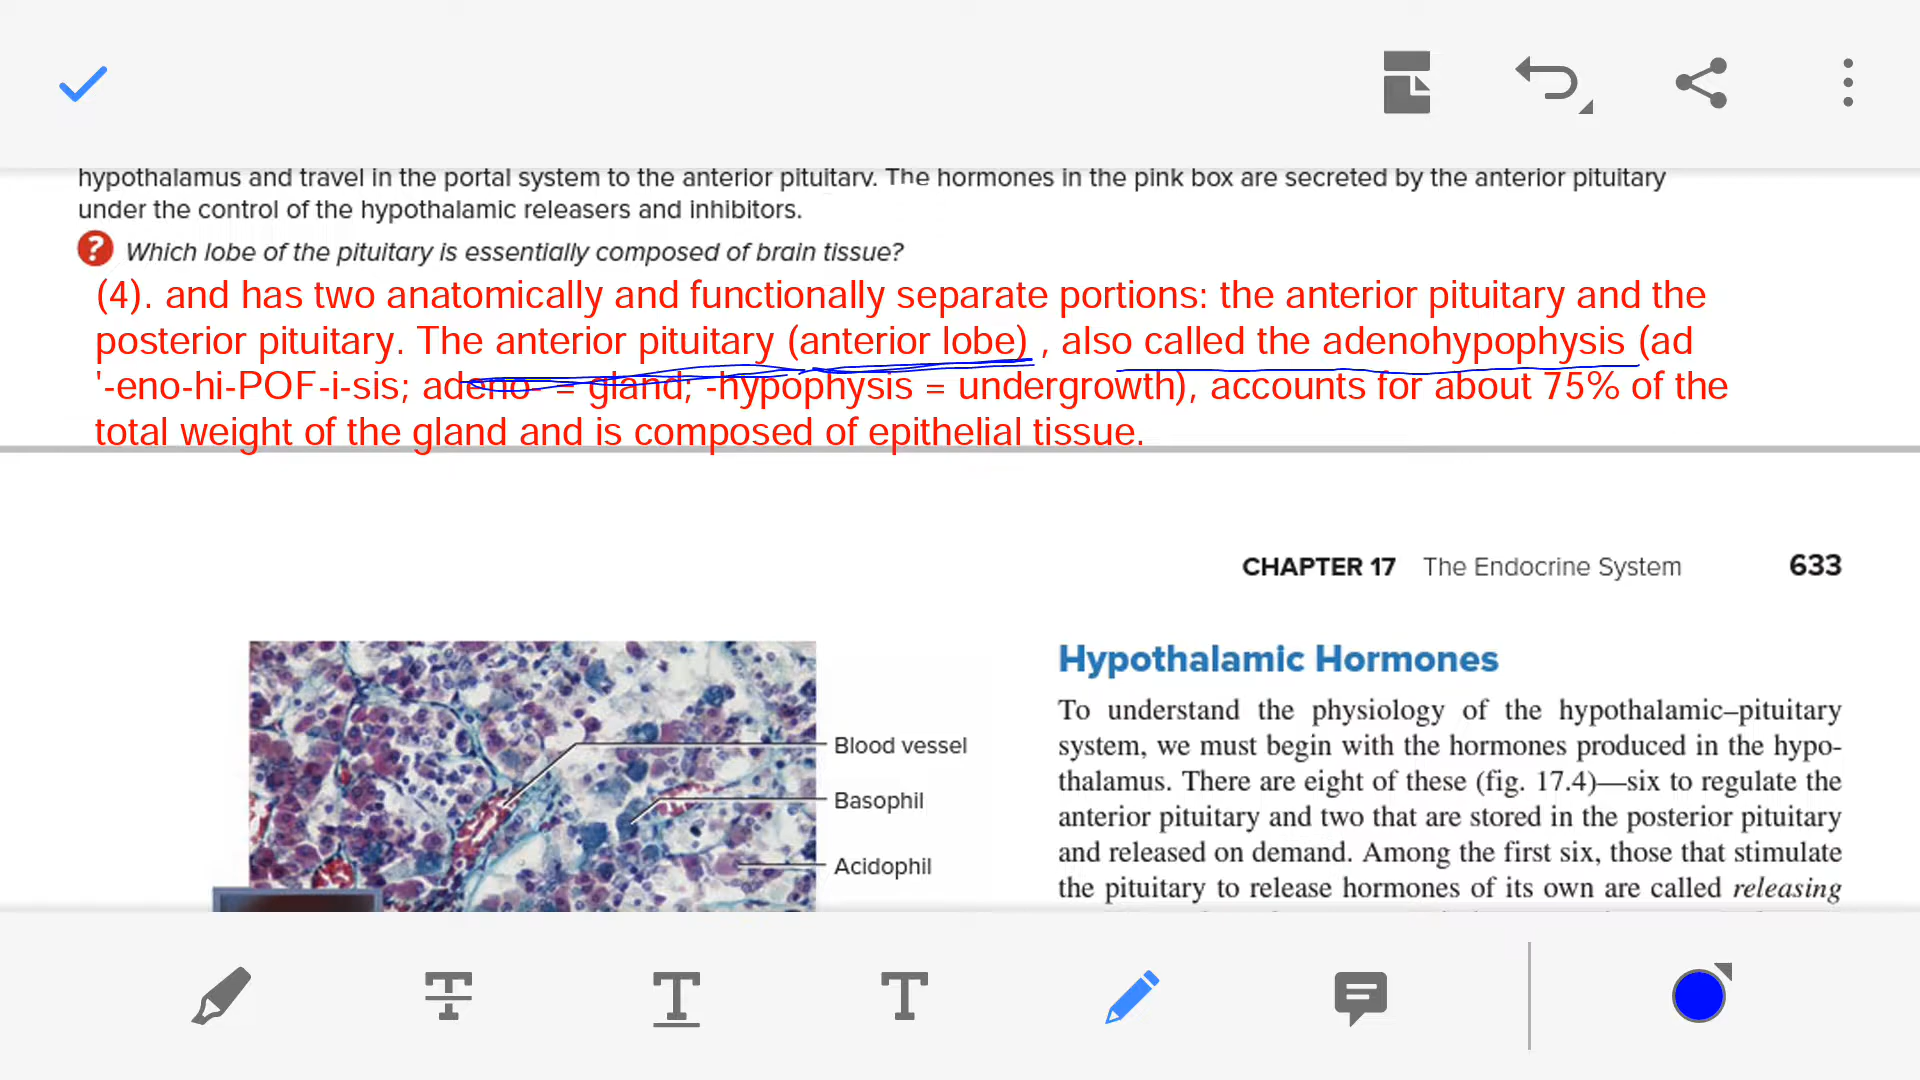 hypothalamus and travel in the portal system to the anterior pituitary. The hormones in the pink box are secreted by the anterior pituitary
under the control of the hypothalamic releasers and inhibitors.
? Which lobe of the pituitary is essentially composed of brain tissue?
(4). and has two anatomically and functionally separate portions: the anterior pituitary and the
posterior pituitary. The anterior pituitary (anterior lobe) , also called the adenohypophysis (ad
'-eno-hi-POF-i-sis; adeno- = gland; -hypophysis = undergrowth), accounts for about 75% of the
total weight of the gland and is composed of epithelial tissue.
CHAPTER 17 The Endocrine System 633
Blood vessel
Basophil
Acidophil
Hypothalamic Hormones
To understand the physiology of the hypothalamic–pituitary
system, we must begin with the hormones produced in the hypo-
thalamus. There are eight of these (fig. 17.4)—six to regulate the
anterior pituitary and two that are stored in the posterior pituitary
and released on demand. Among the first six, those that stimulate
the pituitary to release hormones of its own are called releasing